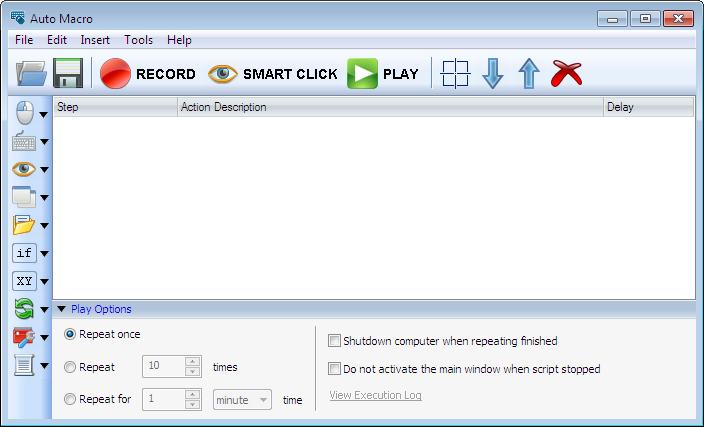 Auto Macro
File Edit Insert Tools Help
RECORD SMART CLICK PLAY
Step Action Description Delay
if
XY
Play Options
Repeat once
Repeat 10 times
Repeat for 1 minute time
Shutdown computer when repeating finished
Do not activate the main window when script stopped
View Execution Log